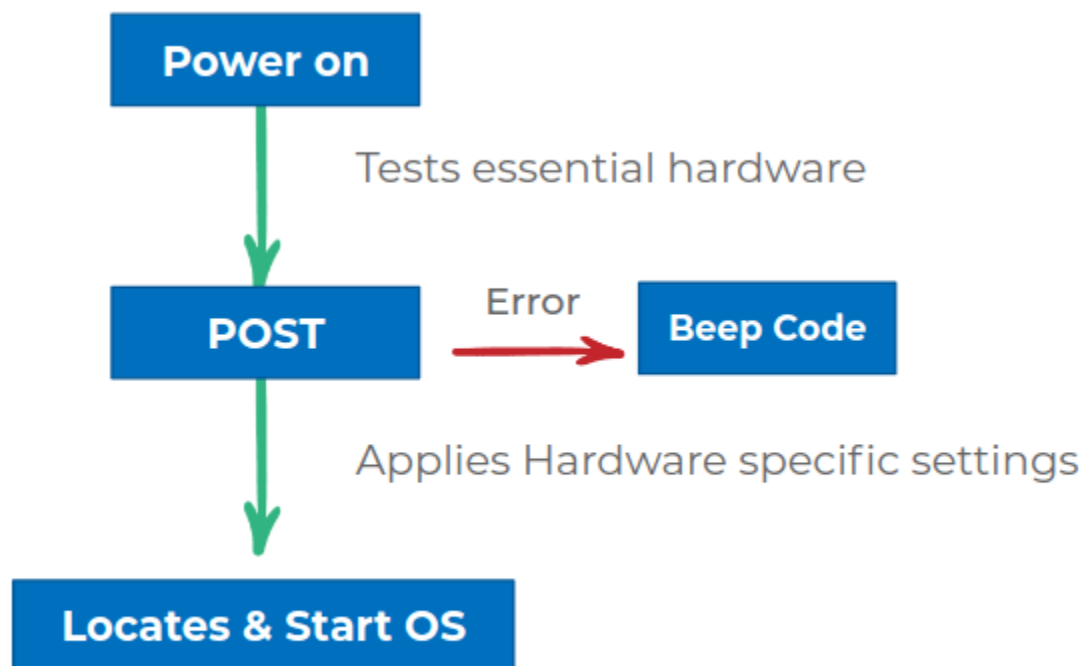 Power on
Tests essential hardware
POST
Error
Beep Code
Applies Hardware specific settings
Locates & Start OS